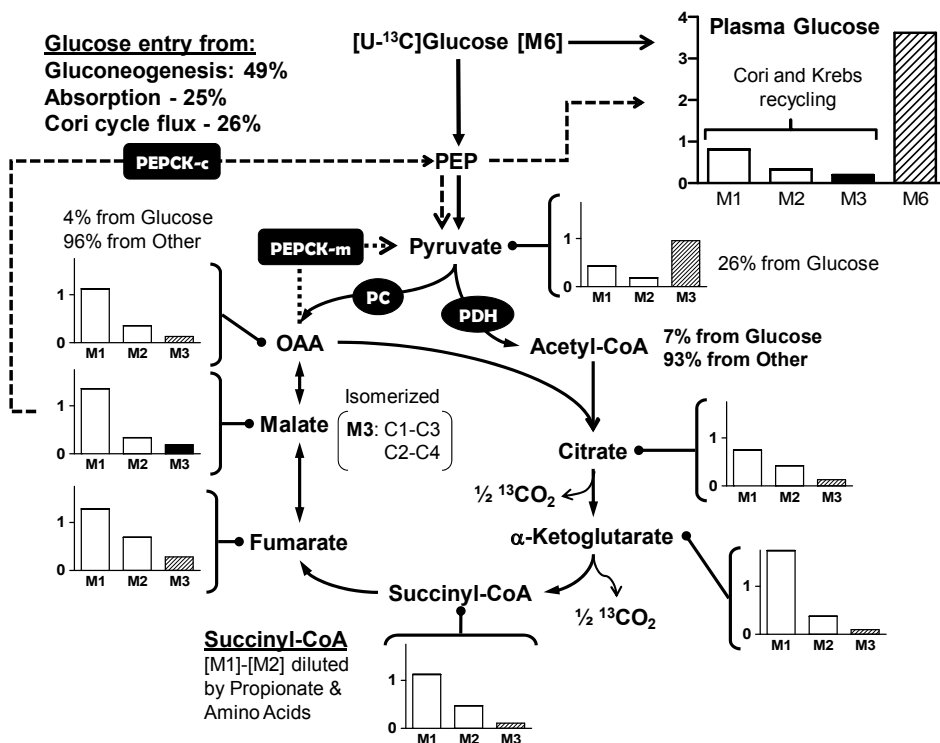 Glucose entry from:
Gluconeogenesis: 49%
Absorption - 25%
Cori cycle flux - 26%
[U-¹³C]Glucose [M6]
Plasma Glucose
Cori and Krebs
recycling
4
3
2
1
0
M1 M2 M3 M6
PEPCK-c
PEP
4% from Glucose
96% from Other
1
0
M1 M2 M3
PEPCK-m
Pyruvate
1
0
M1 M2 M3
26% from Glucose
PC
PDH
OAA
Acetyl-CoA
7% from Glucose
93% from Other
1
0
M1 M2 M3
Malate
Isomerized
M3: C1-C3
C2-C4
Citrate
1
0
M1 M2 M3
½ ¹³CO₂
1
0
M1 M2 M3
Fumarate
α-Ketoglutarate
1
0
M1 M2 M3
Succinyl-CoA
½ ¹³CO₂
Succinyl-CoA
[M1]-[M2] diluted
by Propionate &
Amino Acids
1
0
M1 M2 M3